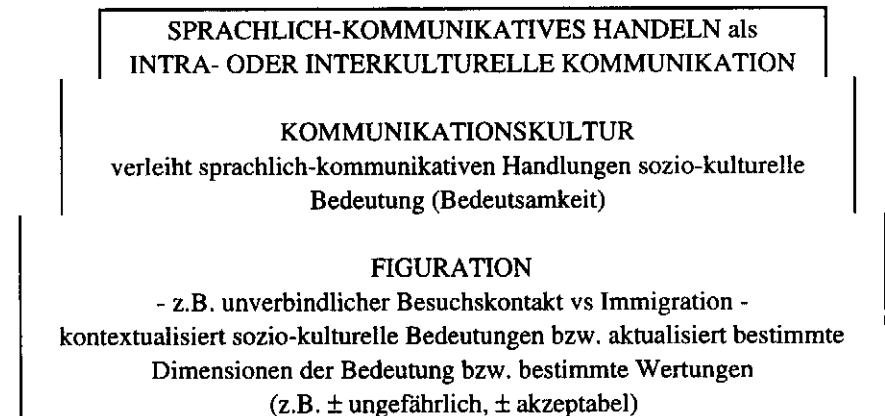 SPRACHLICH-KOMMUNIKATIVES HANDELN als
INTRA- ODER INTERKULTURELLE KOMMUNIKATION
KOMMUNIKATIONSKULTUR
verleiht sprachlich-kommunikativen Handlungen sozio-kulturelle
Bedeutung (Bedeutsamkeit)
FIGURATION
- z.B. unverbindlicher Besuchskontakt vs Immigration -
kontextualisiert sozio-kulturelle Bedeutungen bzw. aktualisiert bestimmte
Dimensionen der Bedeutung bzw. bestimmte Wertungen
(z.B. ± ungefährlich, ± akzeptabel)